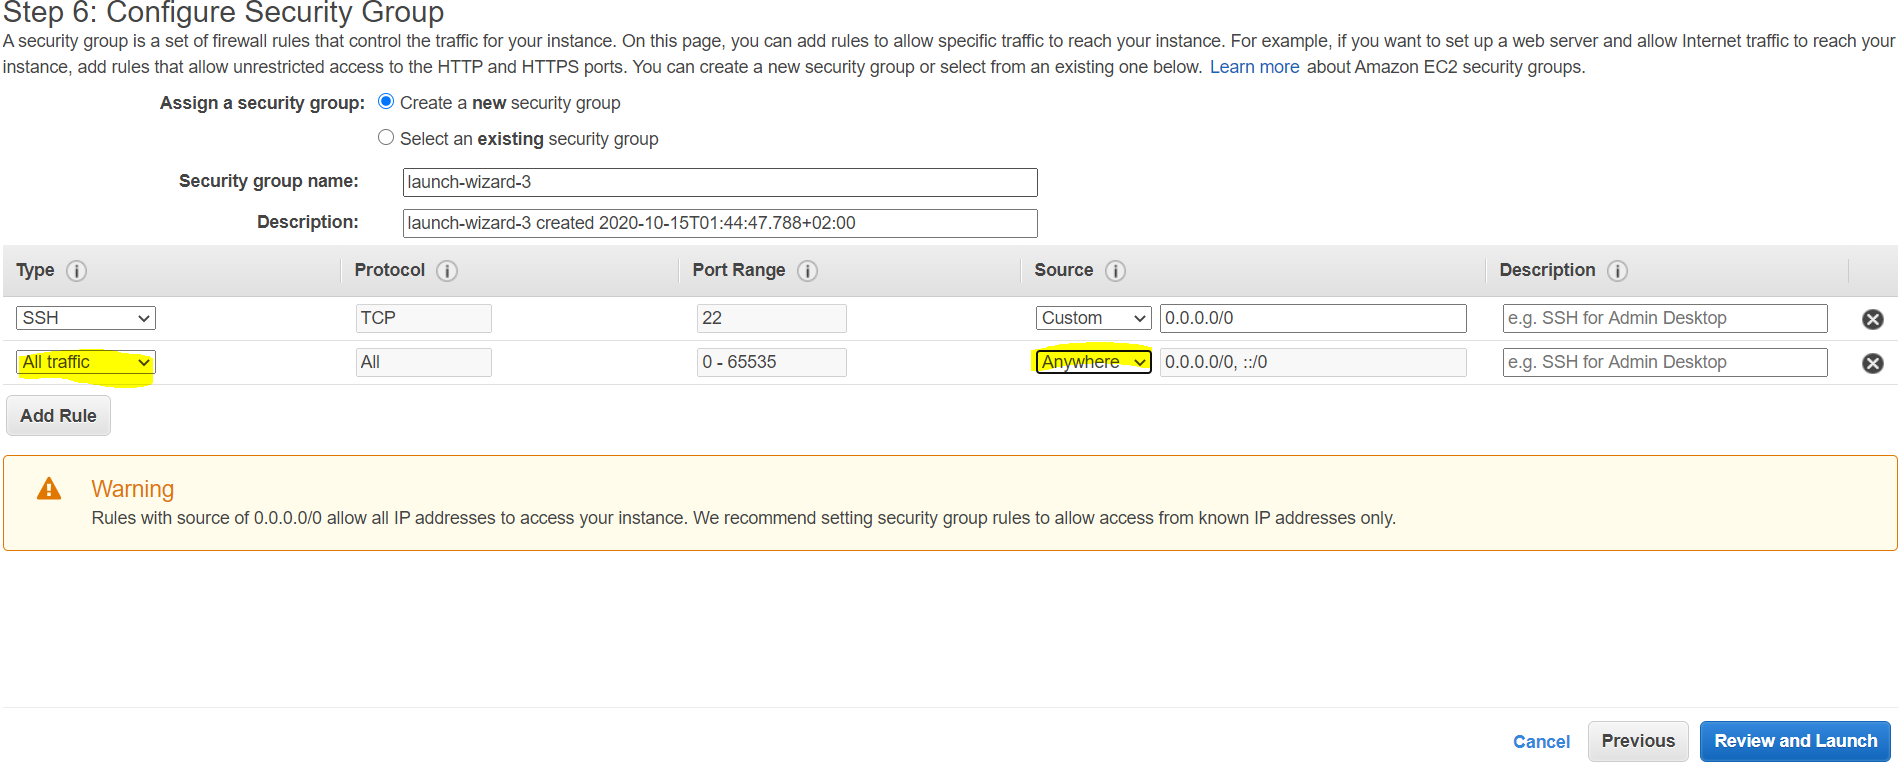 Step 6: Configure Security Group
A security group is a set of firewall rules that control the traffic for your instance. On this page, you can add rules to allow specific traffic to reach your instance. For example, if you want to set up a web server and allow Internet traffic to reach your
instance, add rules that allow unrestricted access to the HTTP and HTTPS ports. You can create a new security group or select from an existing one below. Learn more about Amazon EC2 security groups.
Assign a security group: Create a new security group
Select an existing security group
Security group name: launch-wizard-3
Description: launch-wizard-3 created 2020-10-15T01:44:47.788+02:00
Type i Protocol i Port Range i Source i Description i
SSH TCP 22 Custom 0.0.0.0/0 e.g. SSH for Admin Desktop
All traffic All 0 - 65535 Anywhere 0.0.0.0/0, ::/0 e.g. SSH for Admin Desktop
Add Rule
Warning
Rules with source of 0.0.0.0/0 allow all IP addresses to access your instance. We recommend setting security group rules to allow access from known IP addresses only.
Cancel Previous Review and Launch